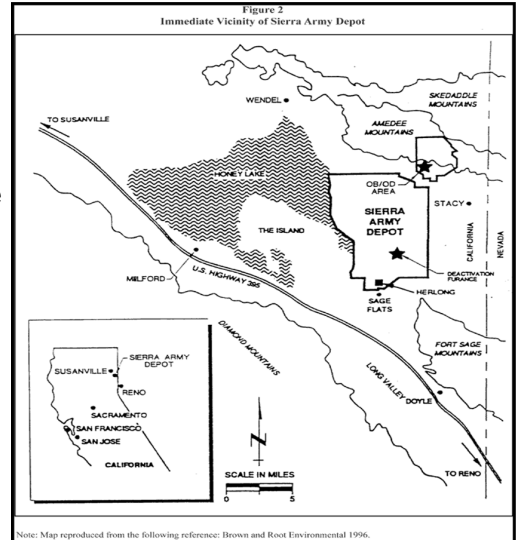 Figure 2
Immediate Vicinity of Sierra Army Depot
SKEDADDLE
MOUNTAINS
WENDEL
AMEDEE
MOUNTAINS
TO SUSANVILLE
HONEY LAKE
OB/OD
AREA
STACY
SIERRA
ARMY
DEPOT
CALIFORNIA
NEVADA
THE ISLAND
DEACTIVATION
FURANCE
MILFORD
U.S. HIGHWAY 395
HERLONG
SAGE
FLATS
DIAMOND MOUNTAINS
FORT SAGE
MOUNTAINS
LONG VALLEY
DOYLE
SIERRA ARMY
DEPOT
SUSANVILLE
RENO
SACRAMENTO
SAN FRANCISCO
SAN JOSE
CALIFORNIA
N
SCALE IN MILES
0 5
TO RENO
Note: Map reproduced from the following reference: Brown and Root Environmental 1996.